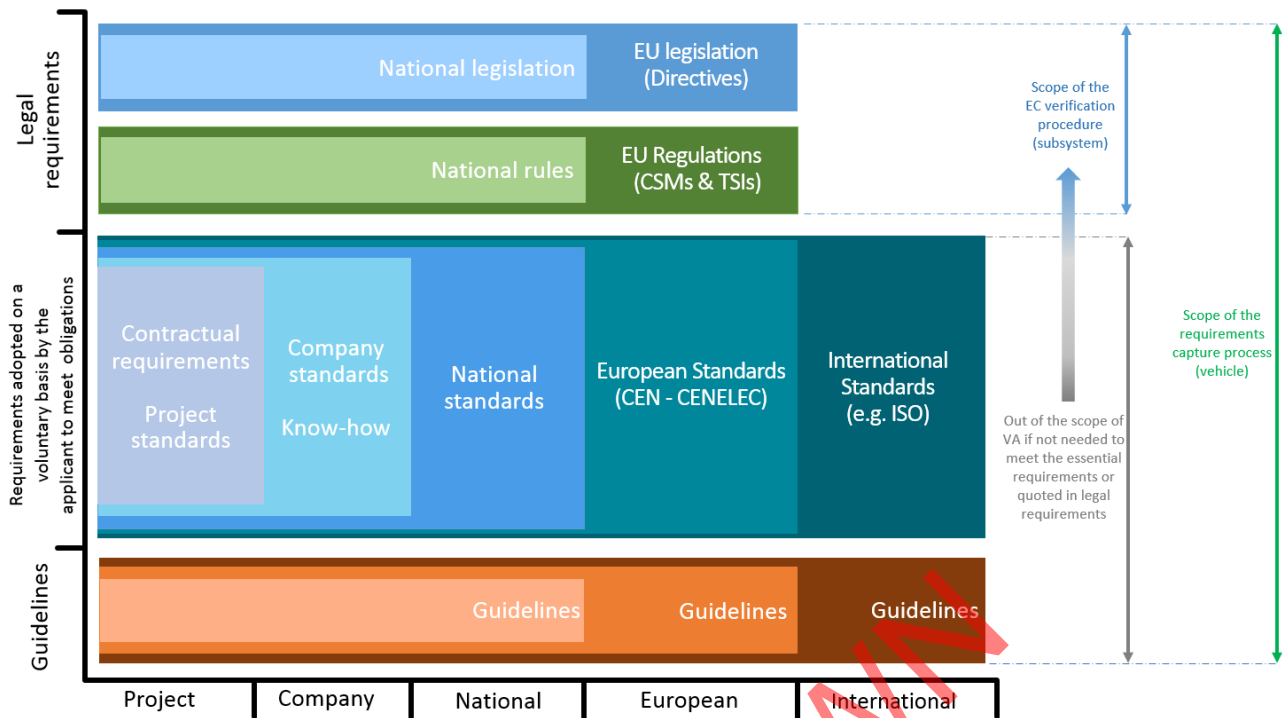 Legal
requirements
National legislation
EU legislation
(Directives)
National rules
EU Regulations
(CSMs & TSIs)
Scope of the
EC verification
procedure
(subsystem)
Requirements adopted on a
voluntary basis by the
applicant to meet obligations
Contractual
requirements
Project
standards
Company
standards
Know-how
National
standards
European Standards
(CEN - CENELEC)
International
Standards
(e.g. ISO)
Out of the scope of
VA if not needed to
meet the essential
requirements or
quoted in legal
requirements
Scope of the
requirements
capture process
(vehicle)
Guidelines
Guidelines
Guidelines
Guidelines
Project
Company
National
European
International